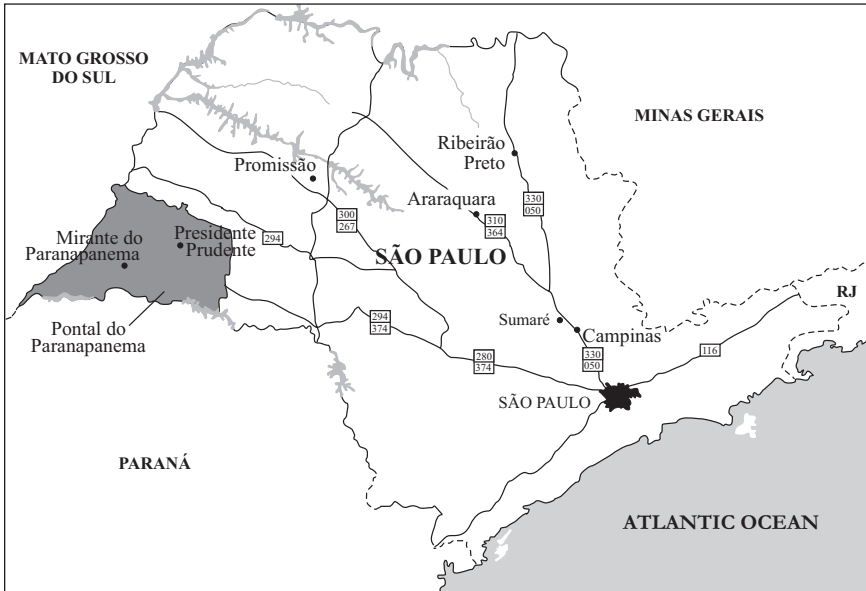 MATO GROSSO
DO SUL
MINAS GERAIS
Ribeirão
Preto
Promissão
Araraquara
330
050
300
267
310
364
294
Presidente
Prudente
Mirante do
Paranapanema
SÃO PAULO
RJ
Pontal do
Paranapanema
294
374
Sumaré
Campinas
280
374
330
050
116
SÃO PAULO
PARANÁ
ATLANTIC OCEAN